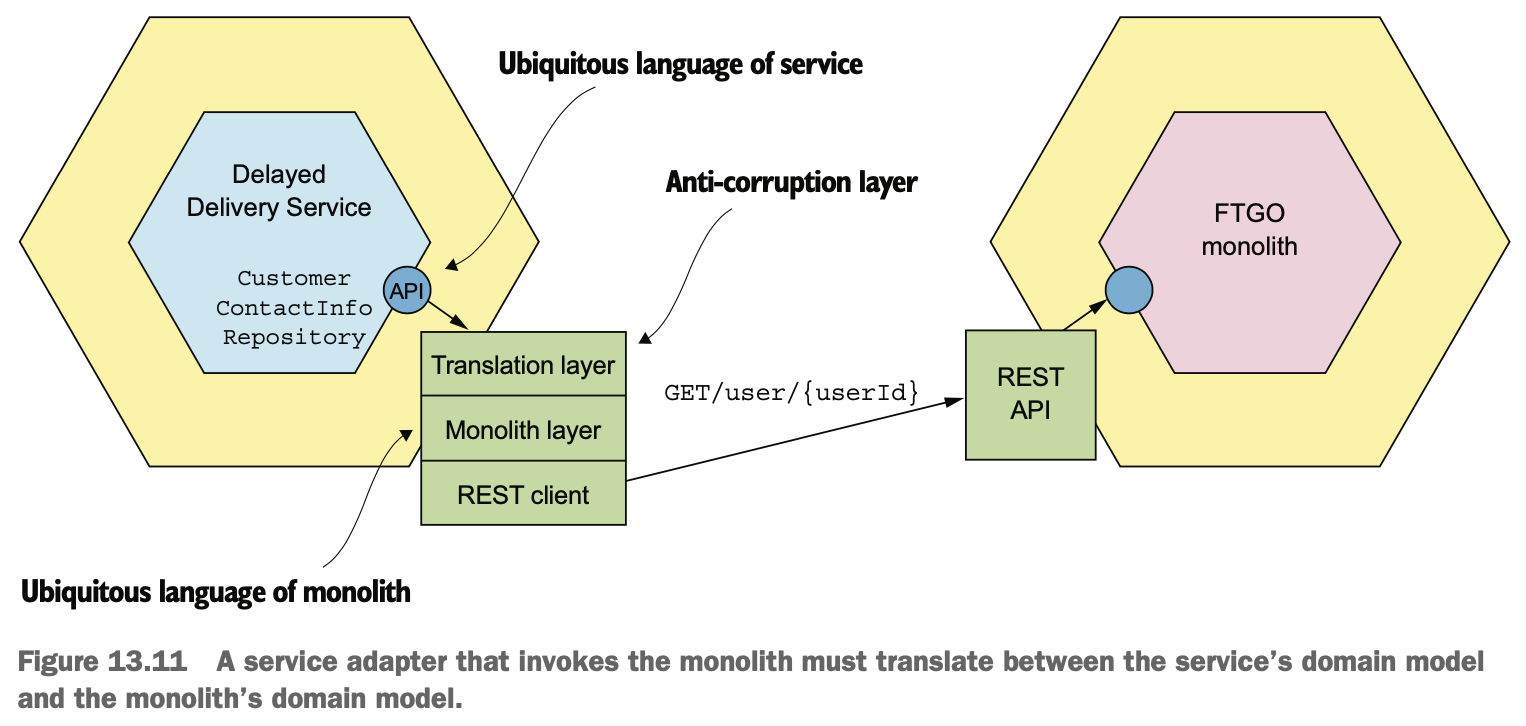 Ubiquitous language of service
Delayed
Delivery Service
Customer
ContactInfo
Repository
API
Anti-corruption layer
FTGO
monolith
Translation layer
Monolith layer
REST client
GET/user/{userId}
REST
API
Ubiquitous language of monolith
Figure 13.11 A service adapter that invokes the monolith must translate between the service’s domain model
and the monolith’s domain model.